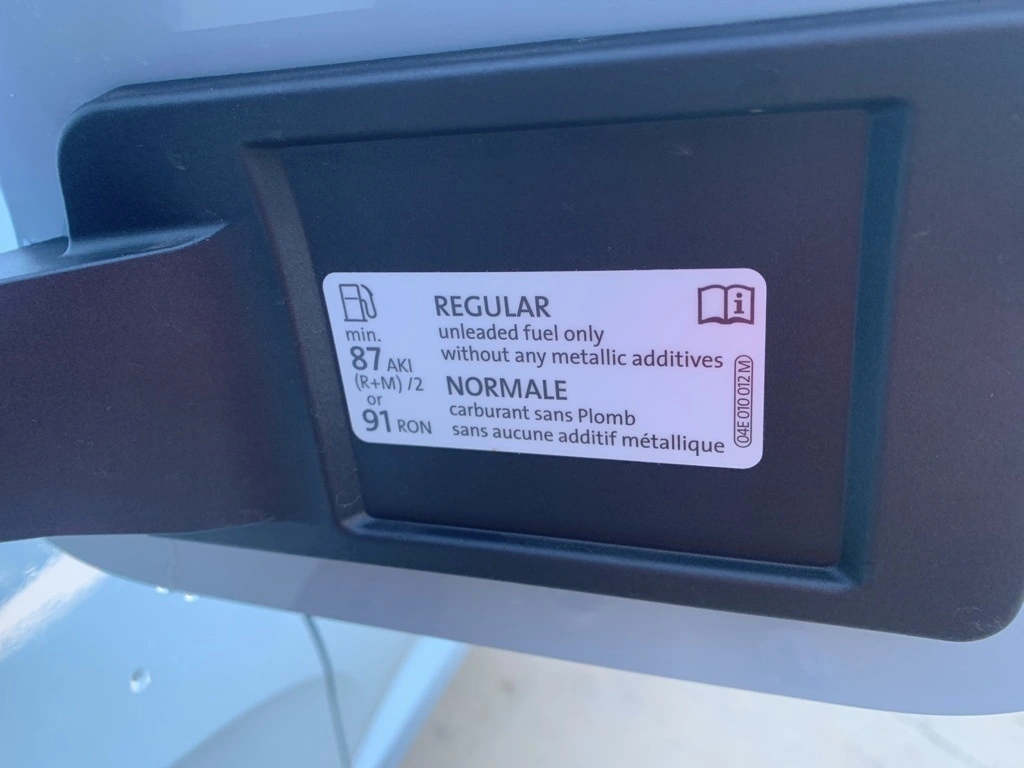 min.
87 AKI
(R+M) /2
or
91 RON
REGULAR
unleaded fuel only
without any metallic additives
NORMALE
carburant sans Plomb
sans aucune additif métallique
i
04E 010 012 M